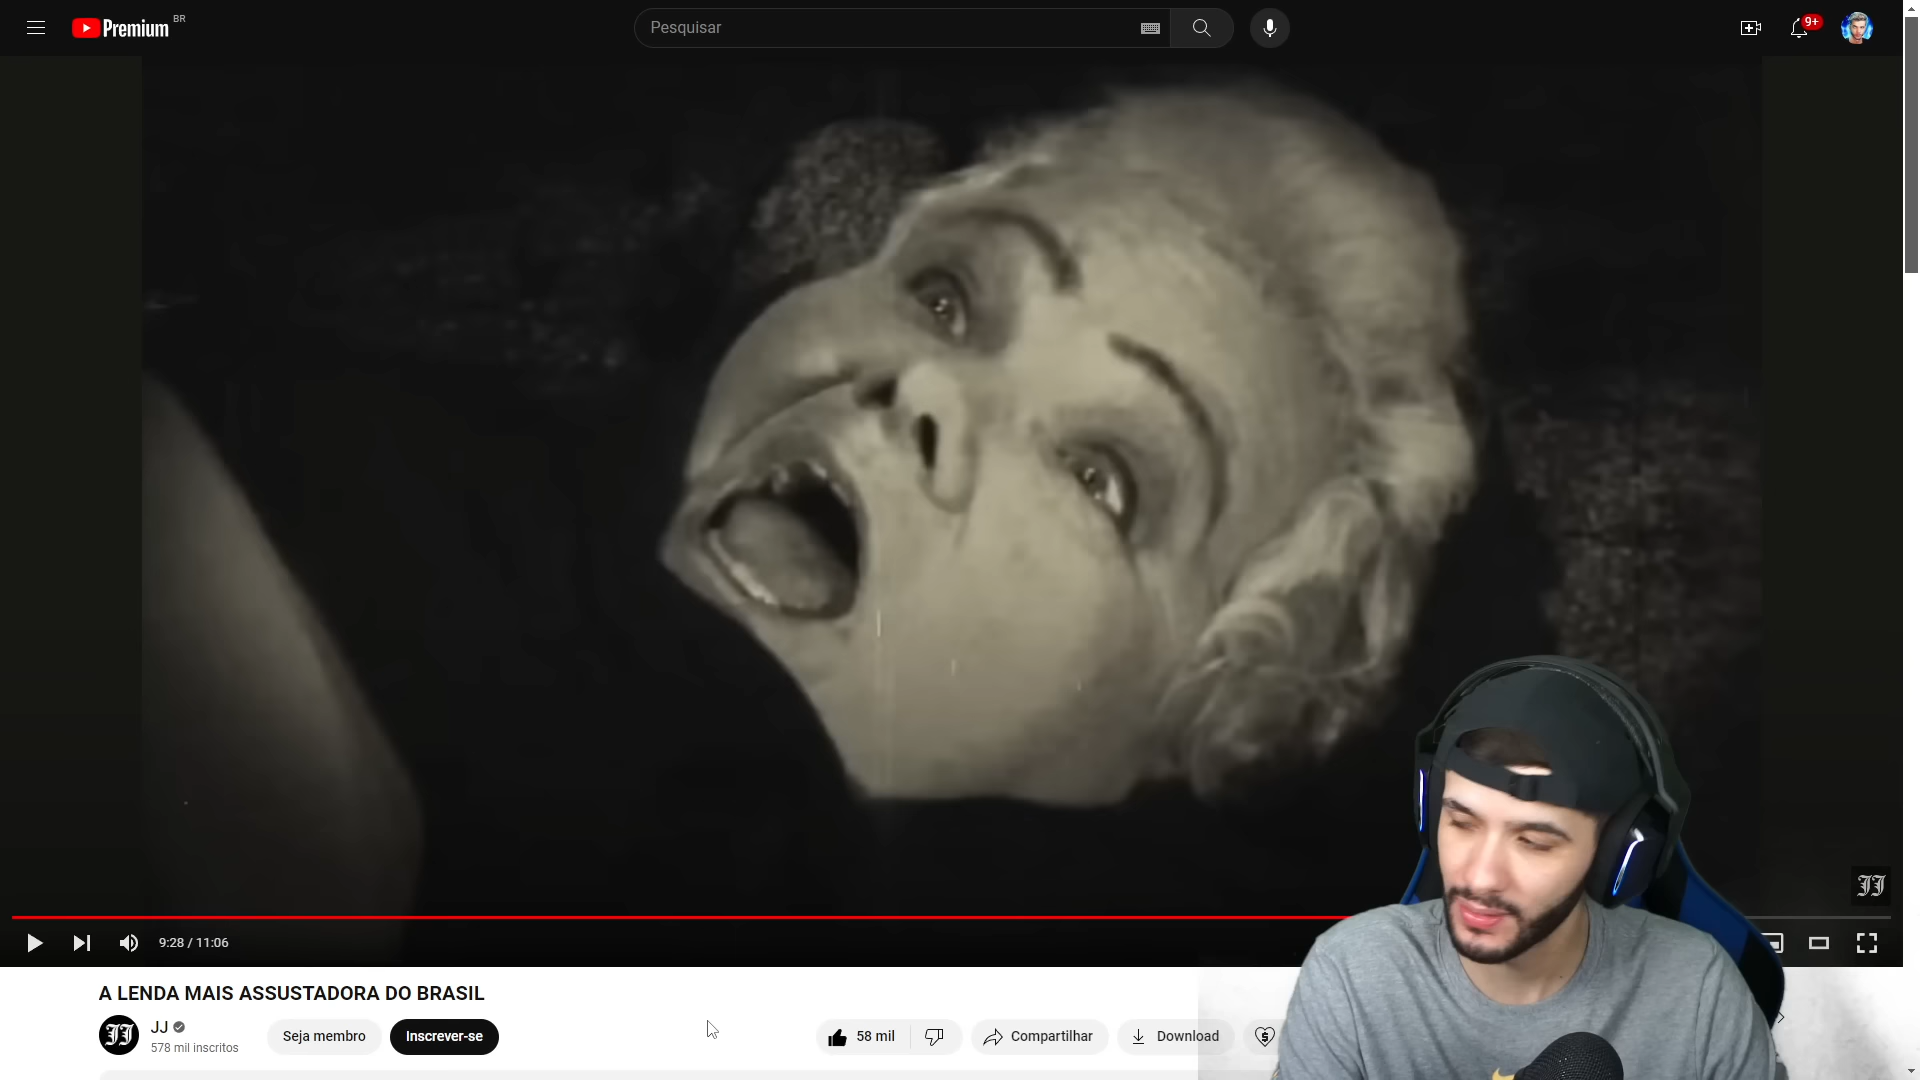 Premium BR
Pesquisar
9+
JJ
9:28 / 11:06
A LENDA MAIS ASSUSTADORA DO BRASIL
JJ
JJ
578 mil inscritos
Seja membro
Inscrever-se
58 mil
Compartilhar
Download